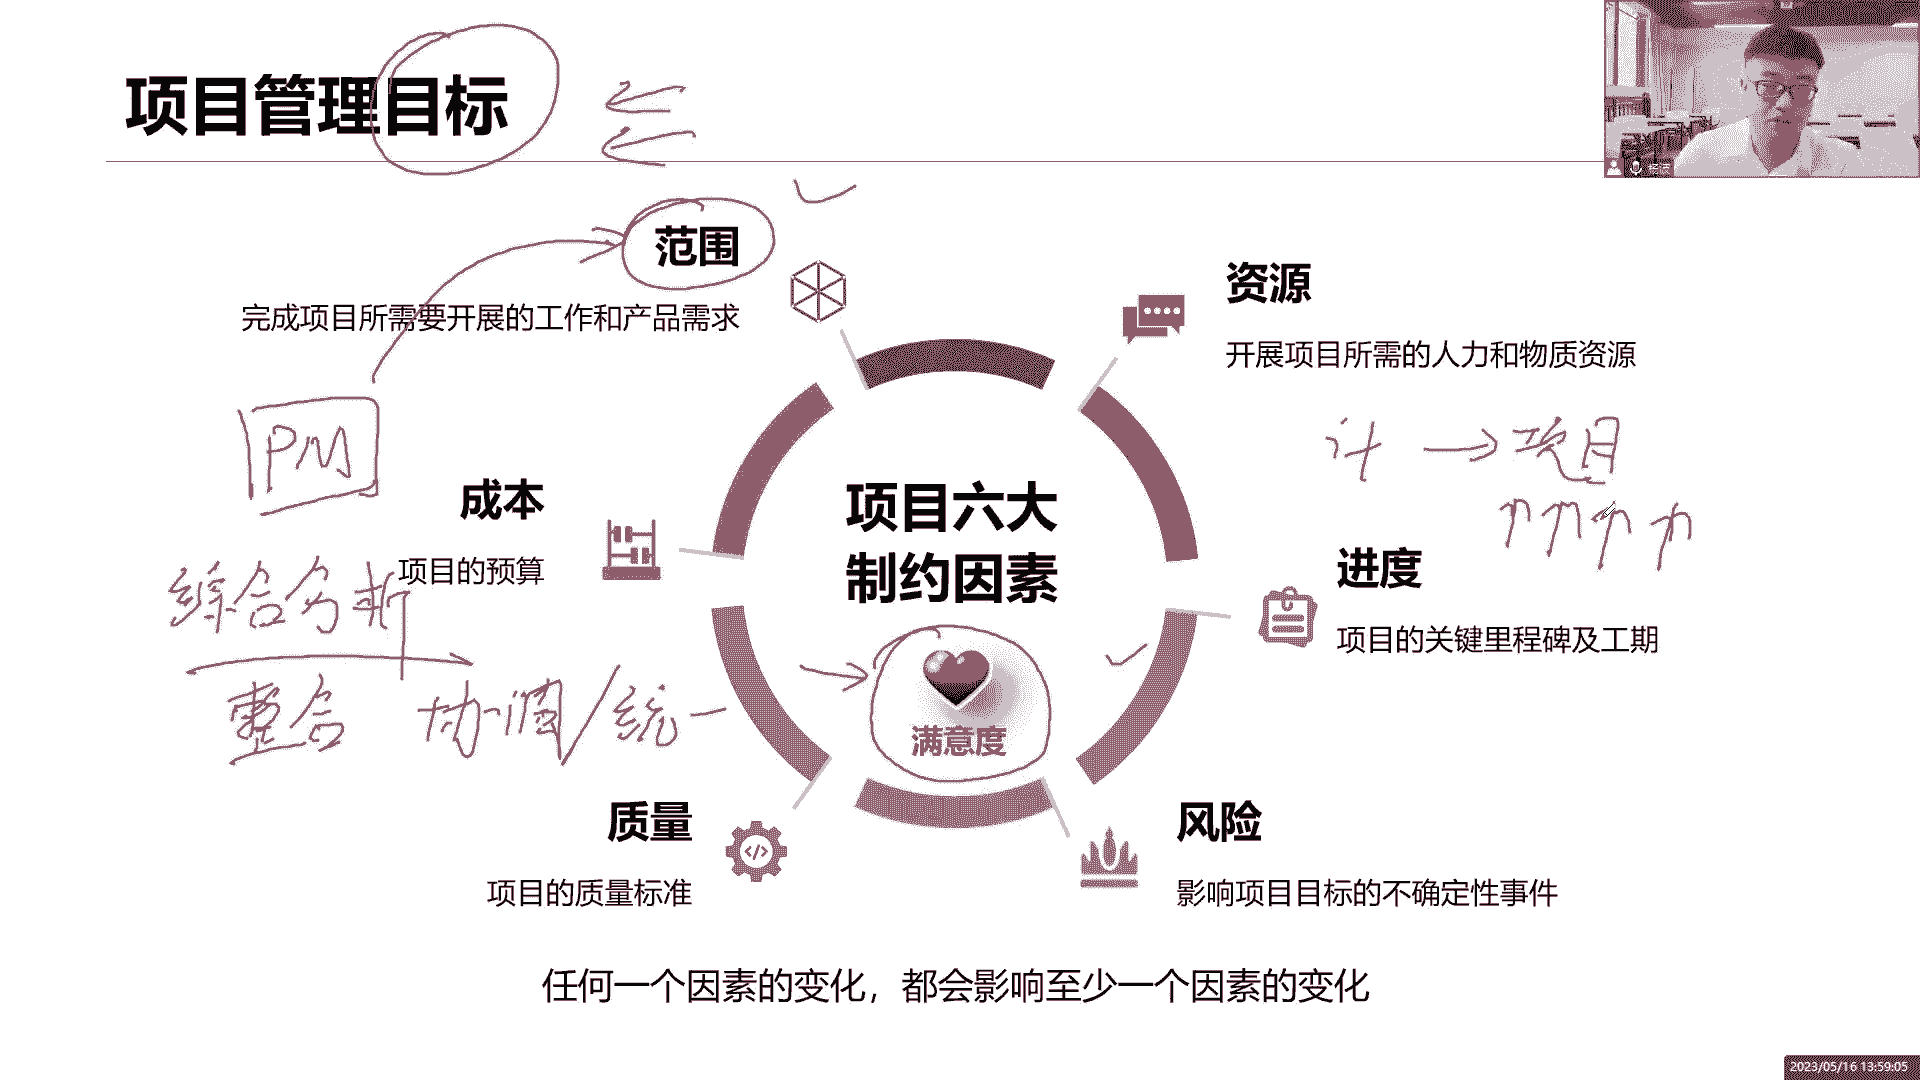 项目管理目标
范围
完成项目所需要开展的工作和产品需求
资源
开展项目所需的人力和物质资源
计 → 项目
PM
成本
项目的预算
项目六大
制约因素
进度
项目的关键里程碑及工期
综合分析
整合 协调/统一
满意度
质量
项目的质量标准
风险
影响项目目标的不确定性事件
任何一个因素的变化，都会影响至少一个因素的变化
2023/05/16 13:59:05